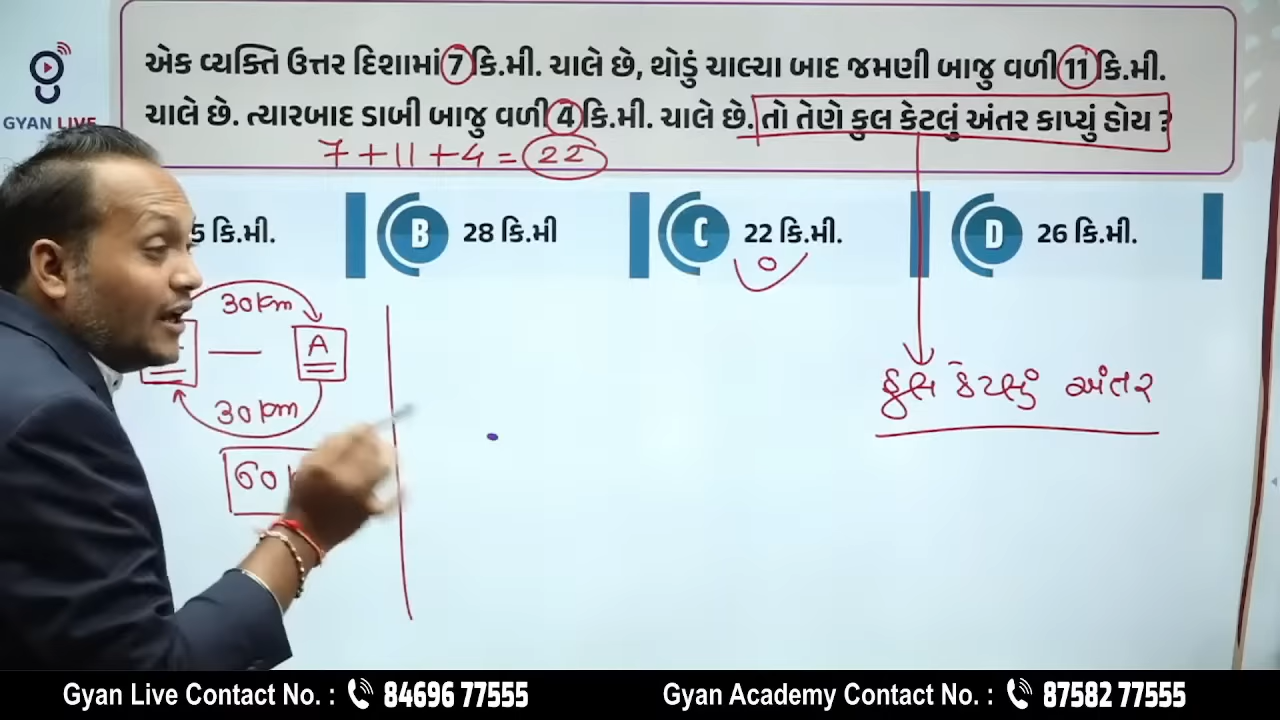 એક વ્યક્તિ ઉત્તર દિશામાં 7 કિ.મી. ચાલે છે, થોડું ચાલ્યા બાદ જમણી બાજુ વળી 11 કિ.મી.
ચાલે છે. ત્યારબાદ ડાબી બાજુ વળી 4 કિ.મી. ચાલે છે. તો તેણે કુલ કેટલું અંતર કાપ્યું હોય ?
GYAN LIVE
7 + 11 + 4 = 22
5 કિ.મી.
B 28 કિ.મી
C 22 કિ.મી.
D 26 કિ.મી.
30 km
A
30 km
60
કુલ કેટલું અંતર
Gyan Live Contact No. : 84696 77555
Gyan Academy Contact No. : 87582 77555